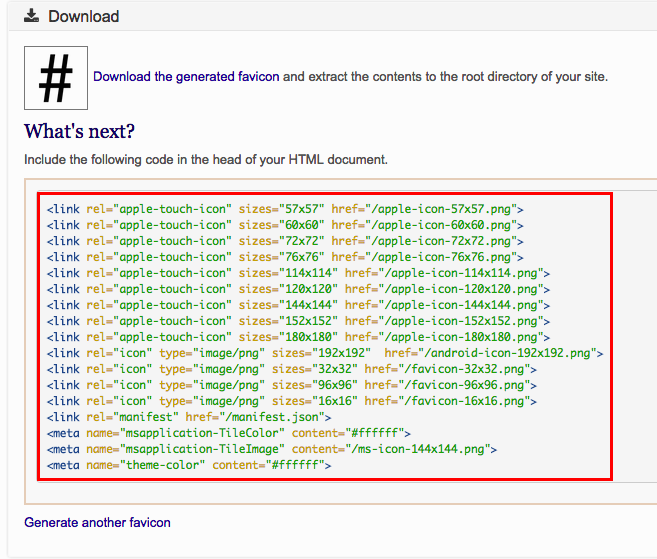 Download
#
Download the generated favicon and extract the contents to the root directory of your site.
What's next?
Include the following code in the head of your HTML document.
<link rel="apple-touch-icon" sizes="57x57" href="/apple-icon-57x57.png">
<link rel="apple-touch-icon" sizes="60x60" href="/apple-icon-60x60.png">
<link rel="apple-touch-icon" sizes="72x72" href="/apple-icon-72x72.png">
<link rel="apple-touch-icon" sizes="76x76" href="/apple-icon-76x76.png">
<link rel="apple-touch-icon" sizes="114x114" href="/apple-icon-114x114.png">
<link rel="apple-touch-icon" sizes="120x120" href="/apple-icon-120x120.png">
<link rel="apple-touch-icon" sizes="144x144" href="/apple-icon-144x144.png">
<link rel="apple-touch-icon" sizes="152x152" href="/apple-icon-152x152.png">
<link rel="apple-touch-icon" sizes="180x180" href="/apple-icon-180x180.png">
<link rel="icon" type="image/png" sizes="192x192"  href="/android-icon-192x192.png">
<link rel="icon" type="image/png" sizes="32x32" href="/favicon-32x32.png">
<link rel="icon" type="image/png" sizes="96x96" href="/favicon-96x96.png">
<link rel="icon" type="image/png" sizes="16x16" href="/favicon-16x16.png">
<link rel="manifest" href="/manifest.json">
<meta name="msapplication-TileColor" content="#ffffff">
<meta name="msapplication-TileImage" content="/ms-icon-144x144.png">
<meta name="theme-color" content="#ffffff">
Generate another favicon